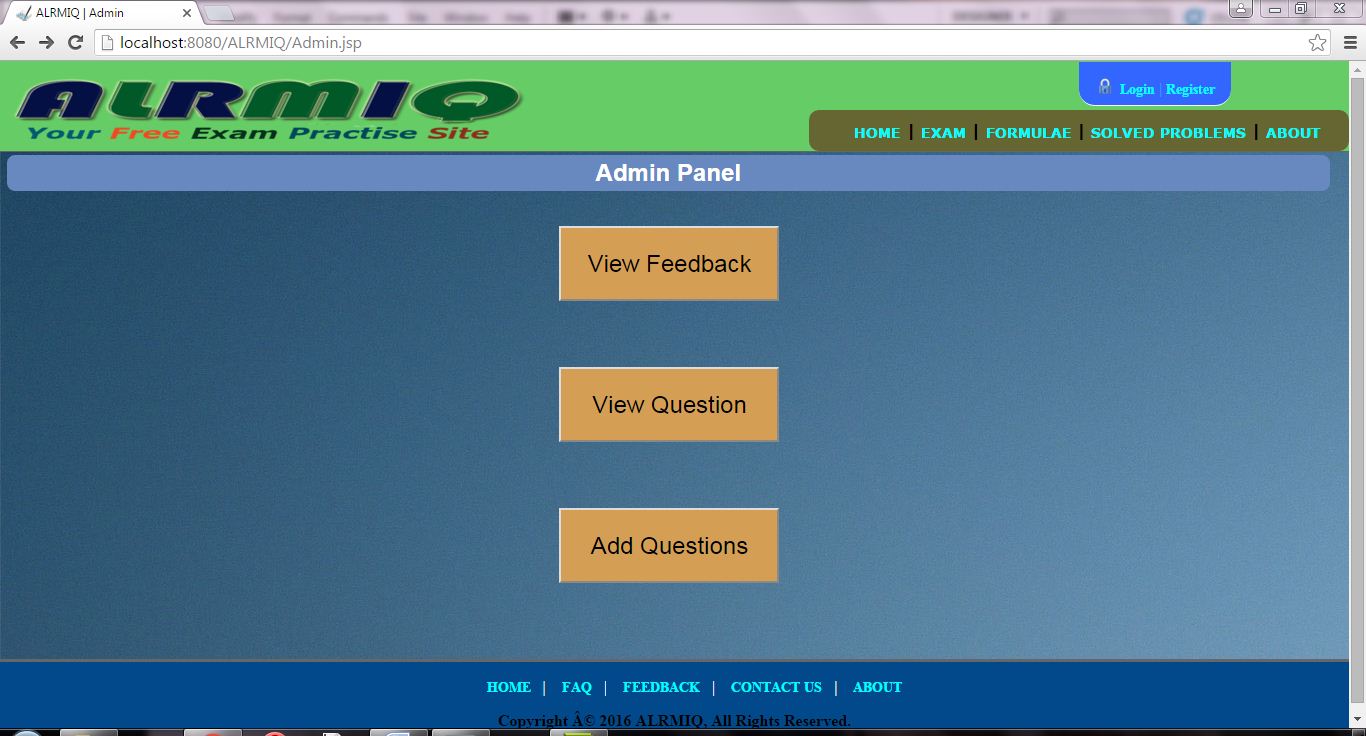 ALRMIQ | Admin
localhost:8080/ALRMIQ/Admin.jsp
ALRMIQ
Your Free Exam Practise Site
Login | Register
HOME | EXAM | FORMULAE | SOLVED PROBLEMS | ABOUT
Admin Panel
View Feedback
View Question
Add Questions
HOME | FAQ | FEEDBACK | CONTACT US | ABOUT
Copyright Â© 2016 ALRMIQ, All Rights Reserved.